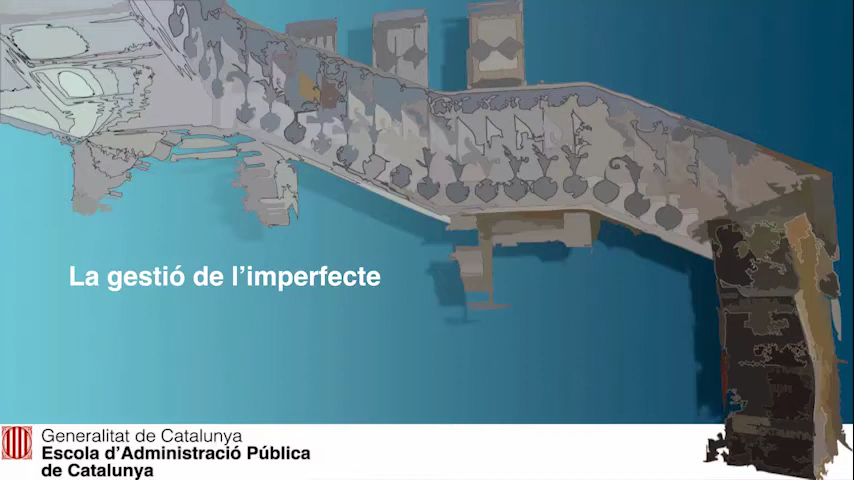 La gestió de l’imperfecte
Generalitat de Catalunya
Escola d’Administració Pública
de Catalunya